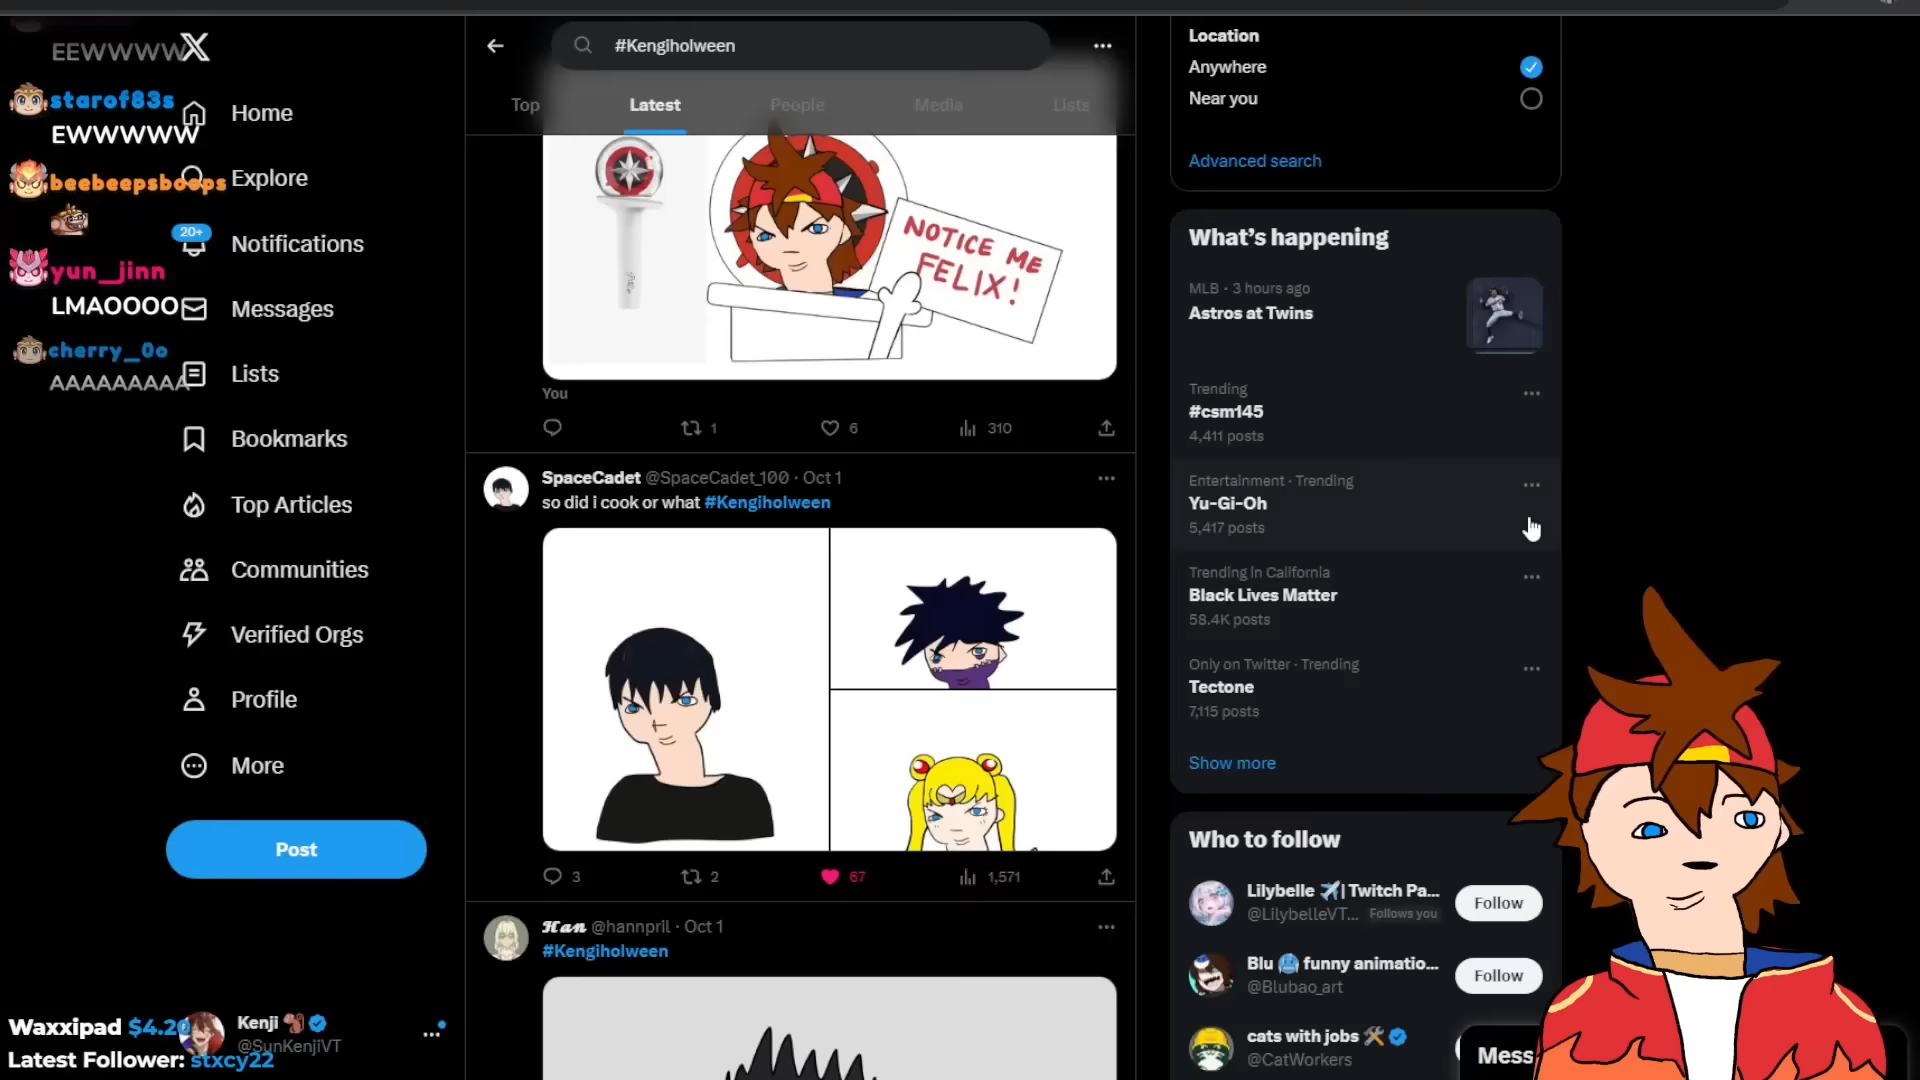 EEWWWW
starof83s
EWWWWW
beebeepsboops
yun_jinn
LMAOOOO
cherry_0o
AAAAAAAAA
Home
Explore
20+
Notifications
Messages
Lists
Bookmarks
Top Articles
Communities
Verified Orgs
Profile
More
Post
Waxxipad $4.20
Latest Follower: stxcy22
Kenji
@SunKenjiVT
#Kengiholween
Top
Latest
People
Media
Lists
NOTICE ME
FELIX!
You
1
6
310
SpaceCadet @SpaceCadet_100 · Oct 1
so did i cook or what #Kengiholween
3
2
67
1,571
Han @hannpril · Oct 1
#Kengiholween
Location
Anywhere
Near you
Advanced search
What's happening
MLB · 3 hours ago
Astros at Twins
Trending
#csm145
4,411 posts
Entertainment · Trending
Yu-Gi-Oh
5,417 posts
Trending in California
Black Lives Matter
58.4K posts
Only on Twitter · Trending
Tectone
7,115 posts
Show more
Who to follow
Lilybelle ✈️| Twitch Pa...
@LilybelleVT... Follows you
Follow
Blu 🥶 funny animatio...
@Blubao_art
Follow
cats with jobs 🛠️
@CatWorkers
Mess